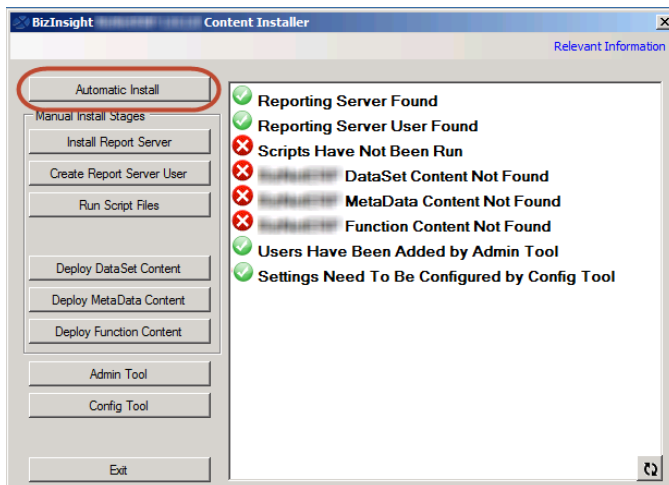 BizInsight Content Installer
Relevant Information
Automatic Install
Manual Install Stages
Install Report Server
Create Report Server User
Run Script Files
Deploy DataSet Content
Deploy MetaData Content
Deploy Function Content
Admin Tool
Config Tool
Exit
Reporting Server Found
Reporting Server User Found
Scripts Have Not Been Run
DataSet Content Not Found
MetaData Content Not Found
Function Content Not Found
Users Have Been Added by Admin Tool
Settings Need To Be Configured by Config Tool